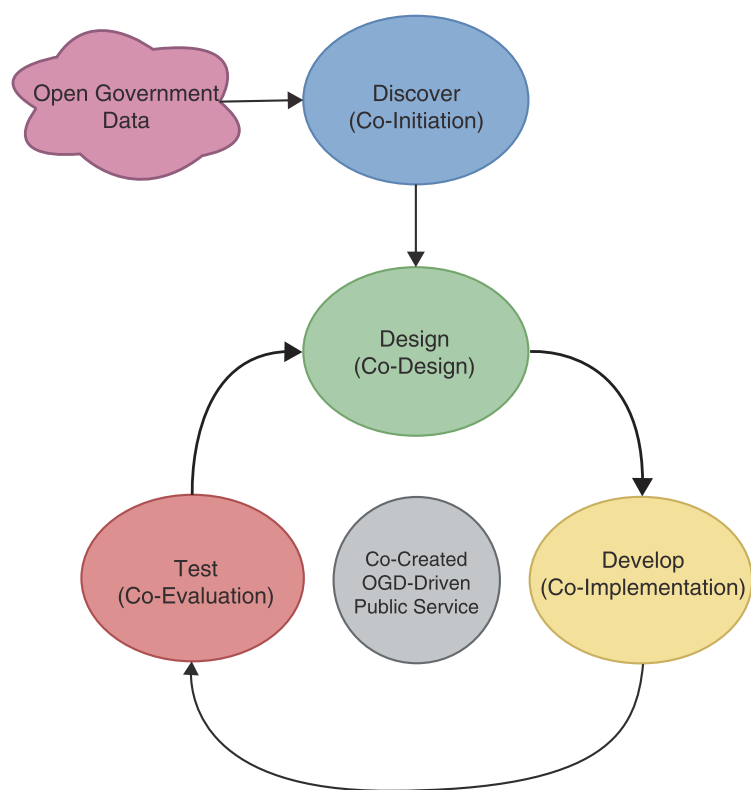 Open Government
Data
Discover
(Co-Initiation)
Design
(Co-Design)
Test
(Co-Evaluation)
Co-Created
OGD-Driven
Public Service
Develop
(Co-Implementation)